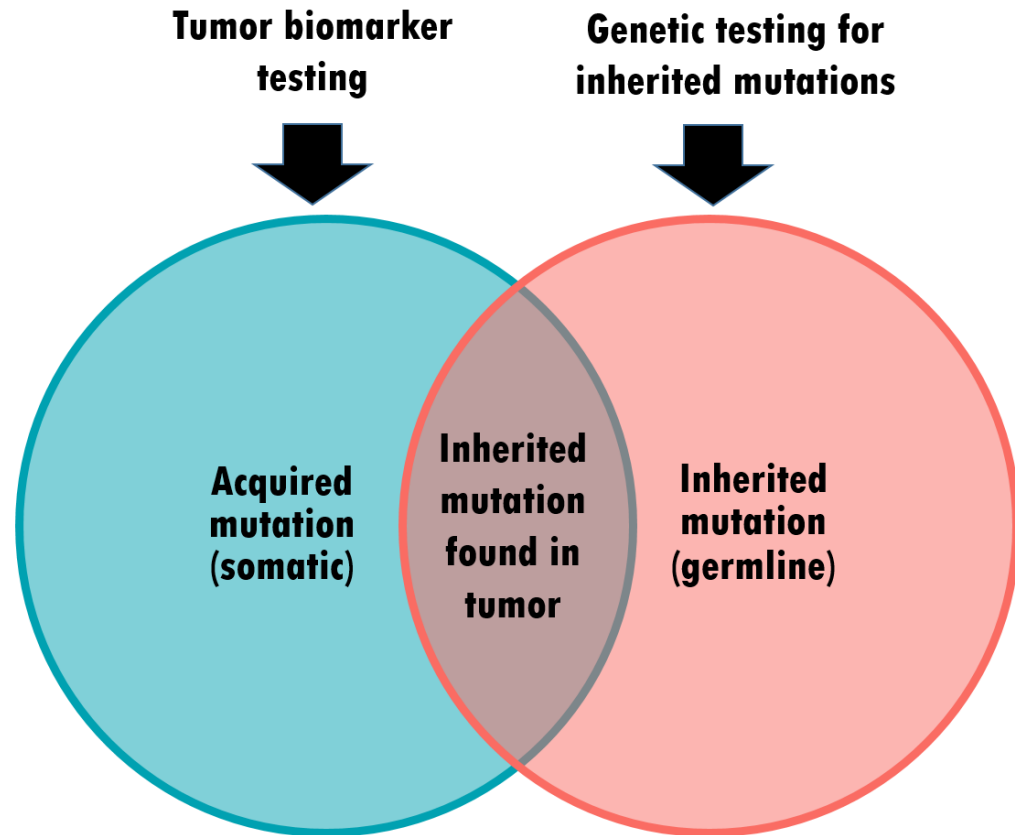 Tumor biomarker
testing
Genetic testing for
inherited mutations
Acquired
mutation
(somatic)
Inherited
mutation
found in
tumor
Inherited
mutation
(germline)